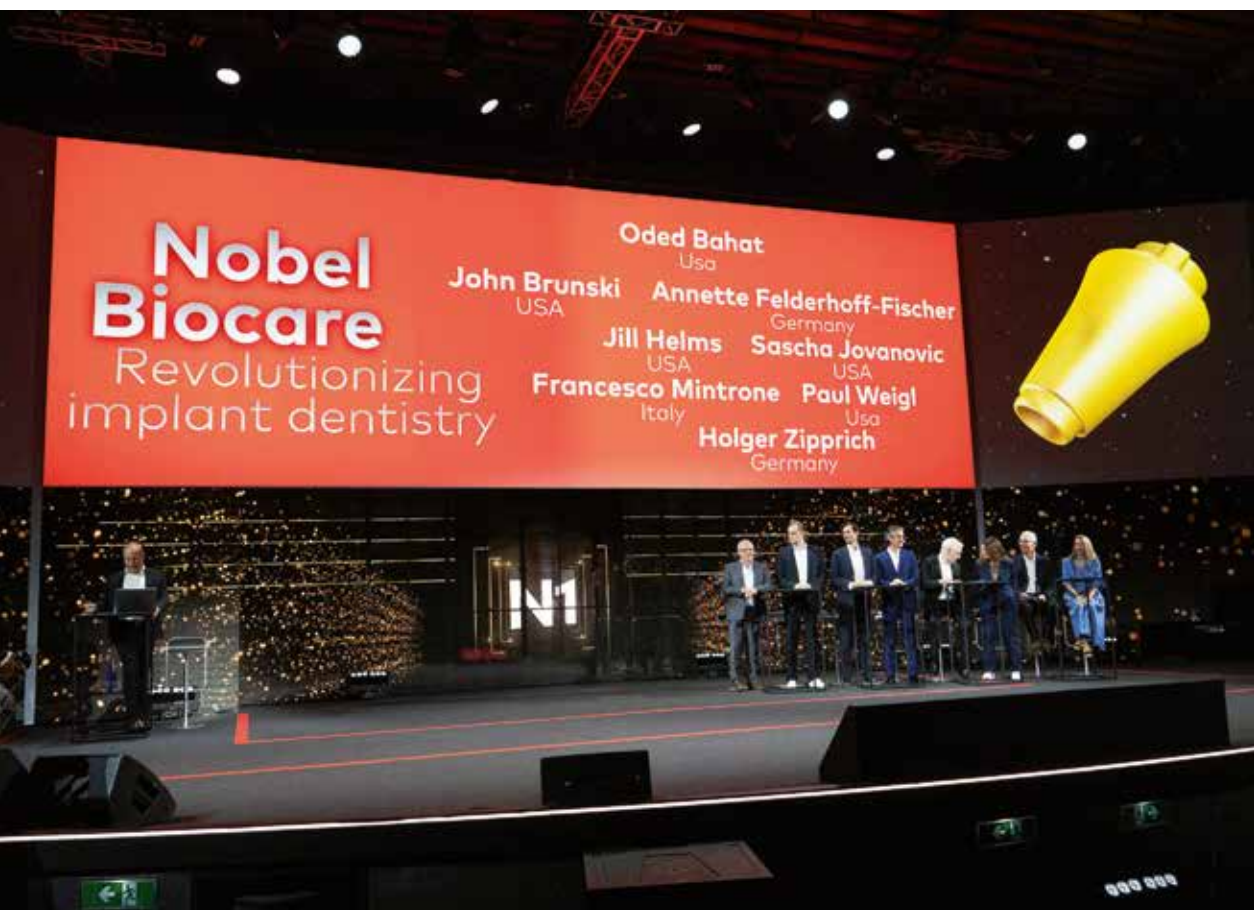 Nobel
Biocare
Revolutionizing
implant dentistry
Oded Bahat
Usa
John Brunski
USA
Annette Felderhoff-Fischer
Germany
Jill Helms
USA
Sascha Jovanovic
USA
Francesco Mintrone
Italy
Paul Weigl
Usa
Holger Zipprich
Germany
N1